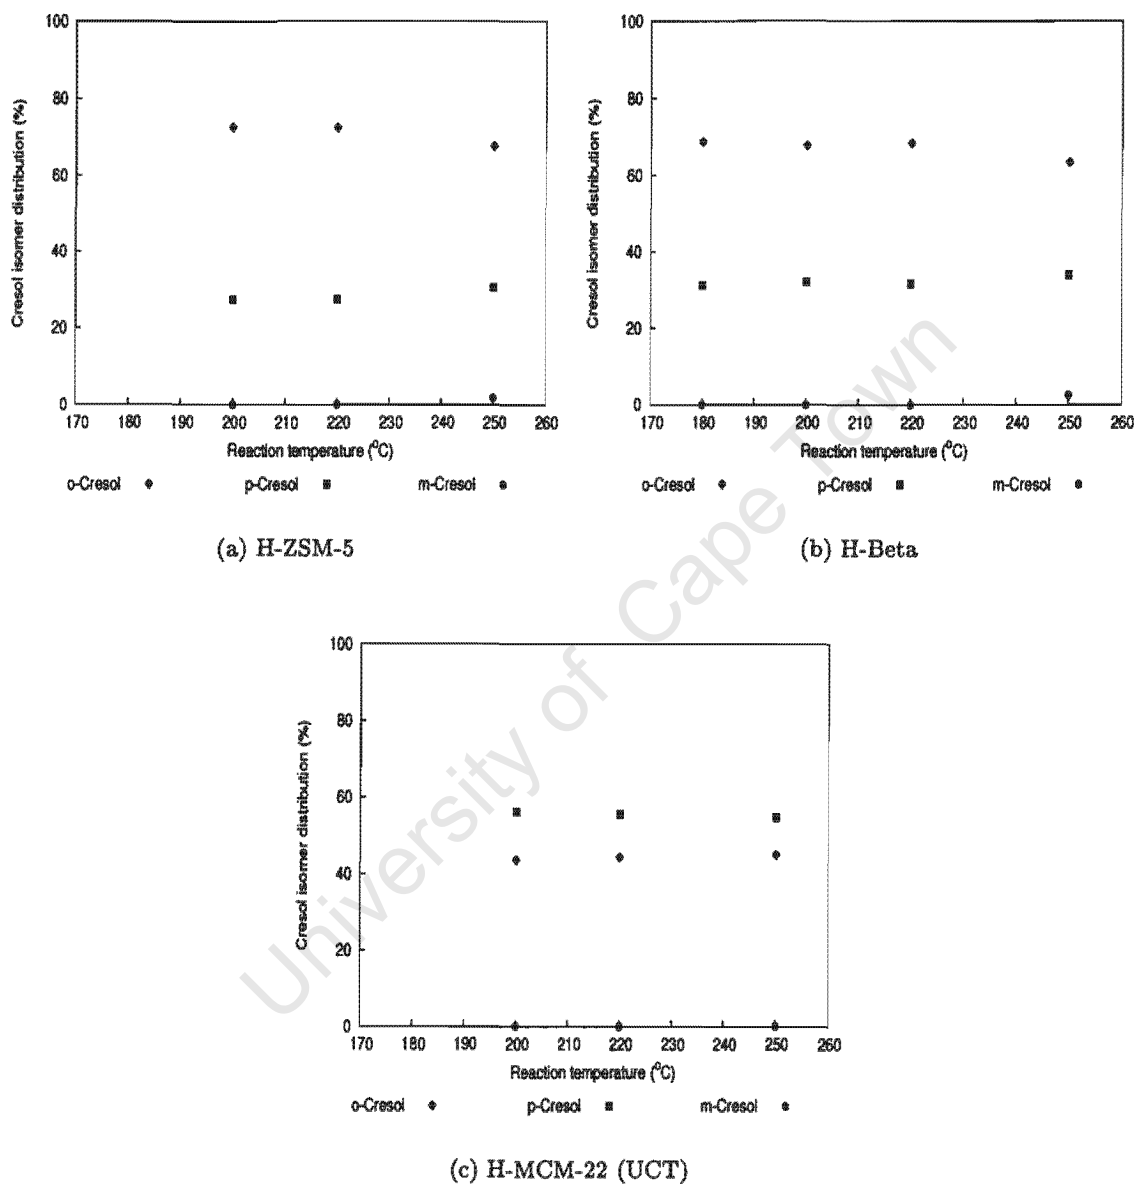 100
80
60
40
20
0
Cresol isomer distribution (%)
170 180 190 200 210 220 230 240 250 260
Reaction temperature (°C)
o-Cresol p-Cresol m-Cresol
(a) H-ZSM-5
100
80
60
40
20
0
Cresol isomer distribution (%)
170 180 190 200 210 220 230 240 250 260
Reaction temperature (°C)
o-Cresol p-Cresol m-Cresol
(b) H-Beta
100
80
60
40
20
0
Cresol isomer distribution (%)
170 180 190 200 210 220 230 240 250 260
Reaction temperature (°C)
o-Cresol p-Cresol m-Cresol
(c) H-MCM-22 (UCT)
University of Cape Town